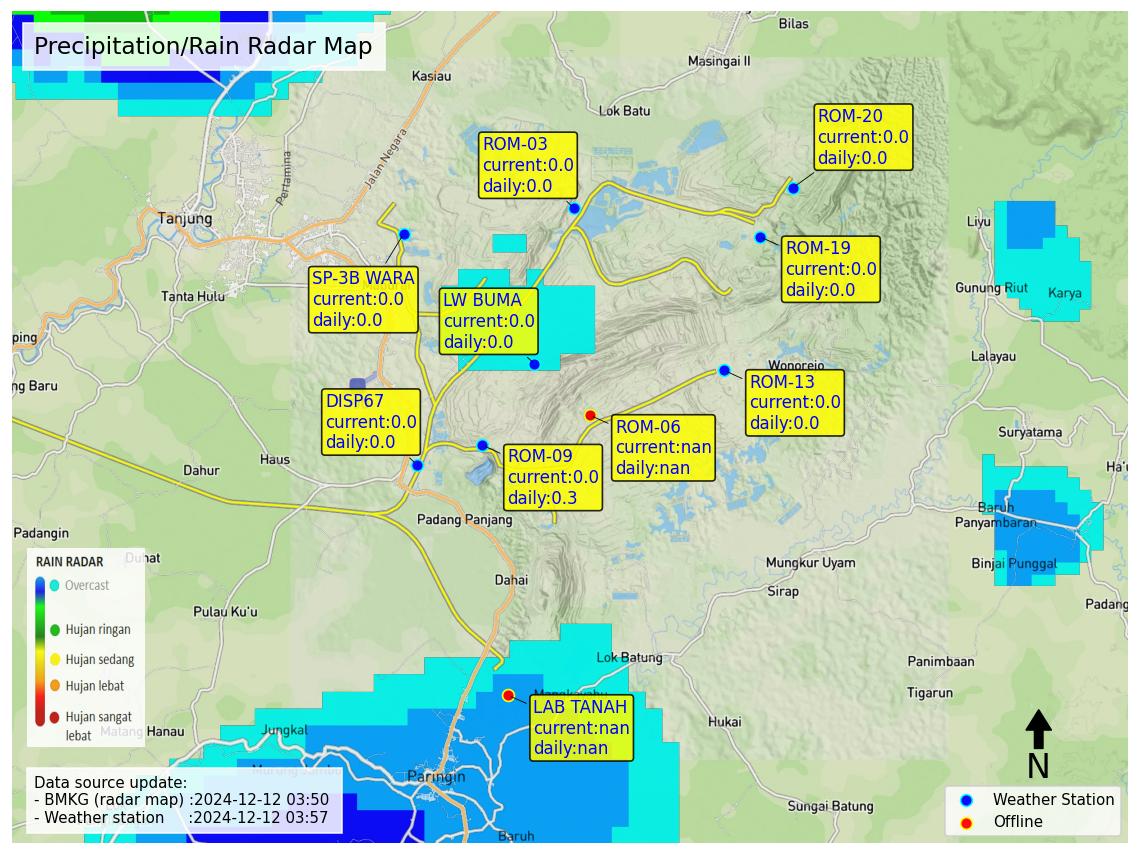 Precipitation/Rain Radar Map
Bilas
Masingai II
Kasiau
Lok Batu
Jalan Negara
Pertamina
Tanjung
Tanta Hulu
ROM-03
current:0.0
daily:0.0
ROM-20
current:0.0
daily:0.0
ROM-19
current:0.0
daily:0.0
SP-3B WARA
current:0.0
daily:0.0
LW BUMA
current:0.0
daily:0.0
Liyu
Gunung Riut
Karya
Lalayau
ping
ng Baru
Wonorejo
ROM-13
current:0.0
daily:0.0
DISP67
current:0.0
daily:0.0
ROM-06
current:nan
daily:nan
ROM-09
current:0.0
daily:0.3
Suryatama
Ha'u
Haus
Dahur
Baruh
Panyambaran
Padang Panjang
Padangin
Binjai Punggal
Mungkur Uyam
Sirap
Dahai
Duhat
Padang
Pulau Ku'u
RAIN RADAR
Overcast
Hujan ringan
Hujan sedang
Hujan lebat
Hujan sangat
lebat
Lok Batung
Panimbaan
Tigarun
LAB TANAH
current:nan
daily:nan
Hukai
Matang Hanau
Jungkal
Paringin
Sungai Batung
Baruh
Data source update:
- BMKG (radar map) :2024-12-12 03:50
- Weather station :2024-12-12 03:57
N
Weather Station
Offline